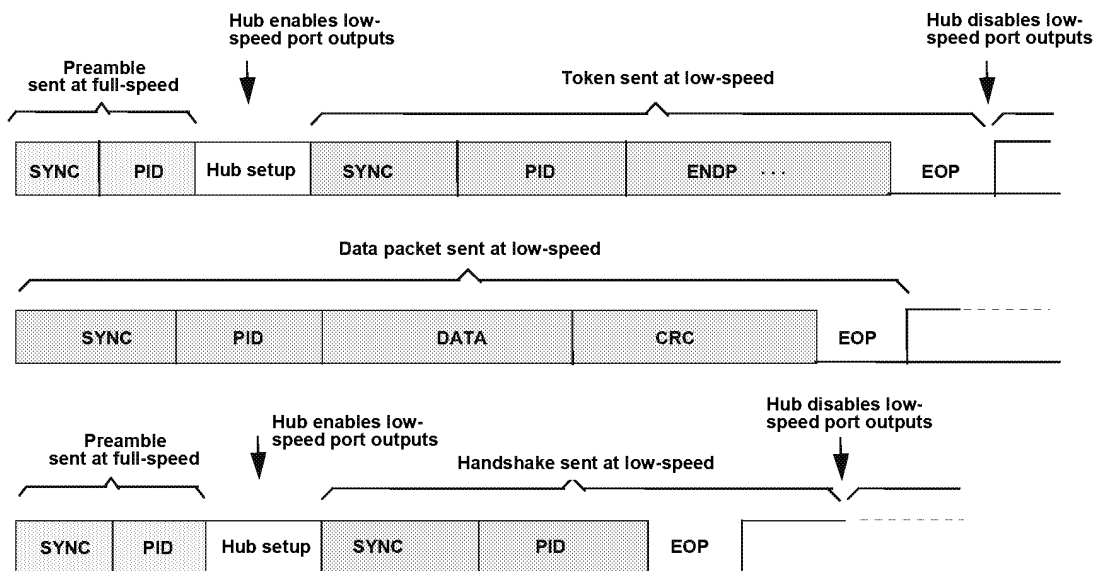 Hub enables low-
speed port outputs
Hub disables low-
speed port outputs
Preamble
sent at full-speed
Token sent at low-speed
SYNC PID Hub setup SYNC PID ENDP ... EOP
Data packet sent at low-speed
SYNC PID DATA CRC EOP
Hub enables low-
speed port outputs
Hub disables low-
speed port outputs
Preamble
sent at full-speed
Handshake sent at low-speed
SYNC PID Hub setup SYNC PID EOP